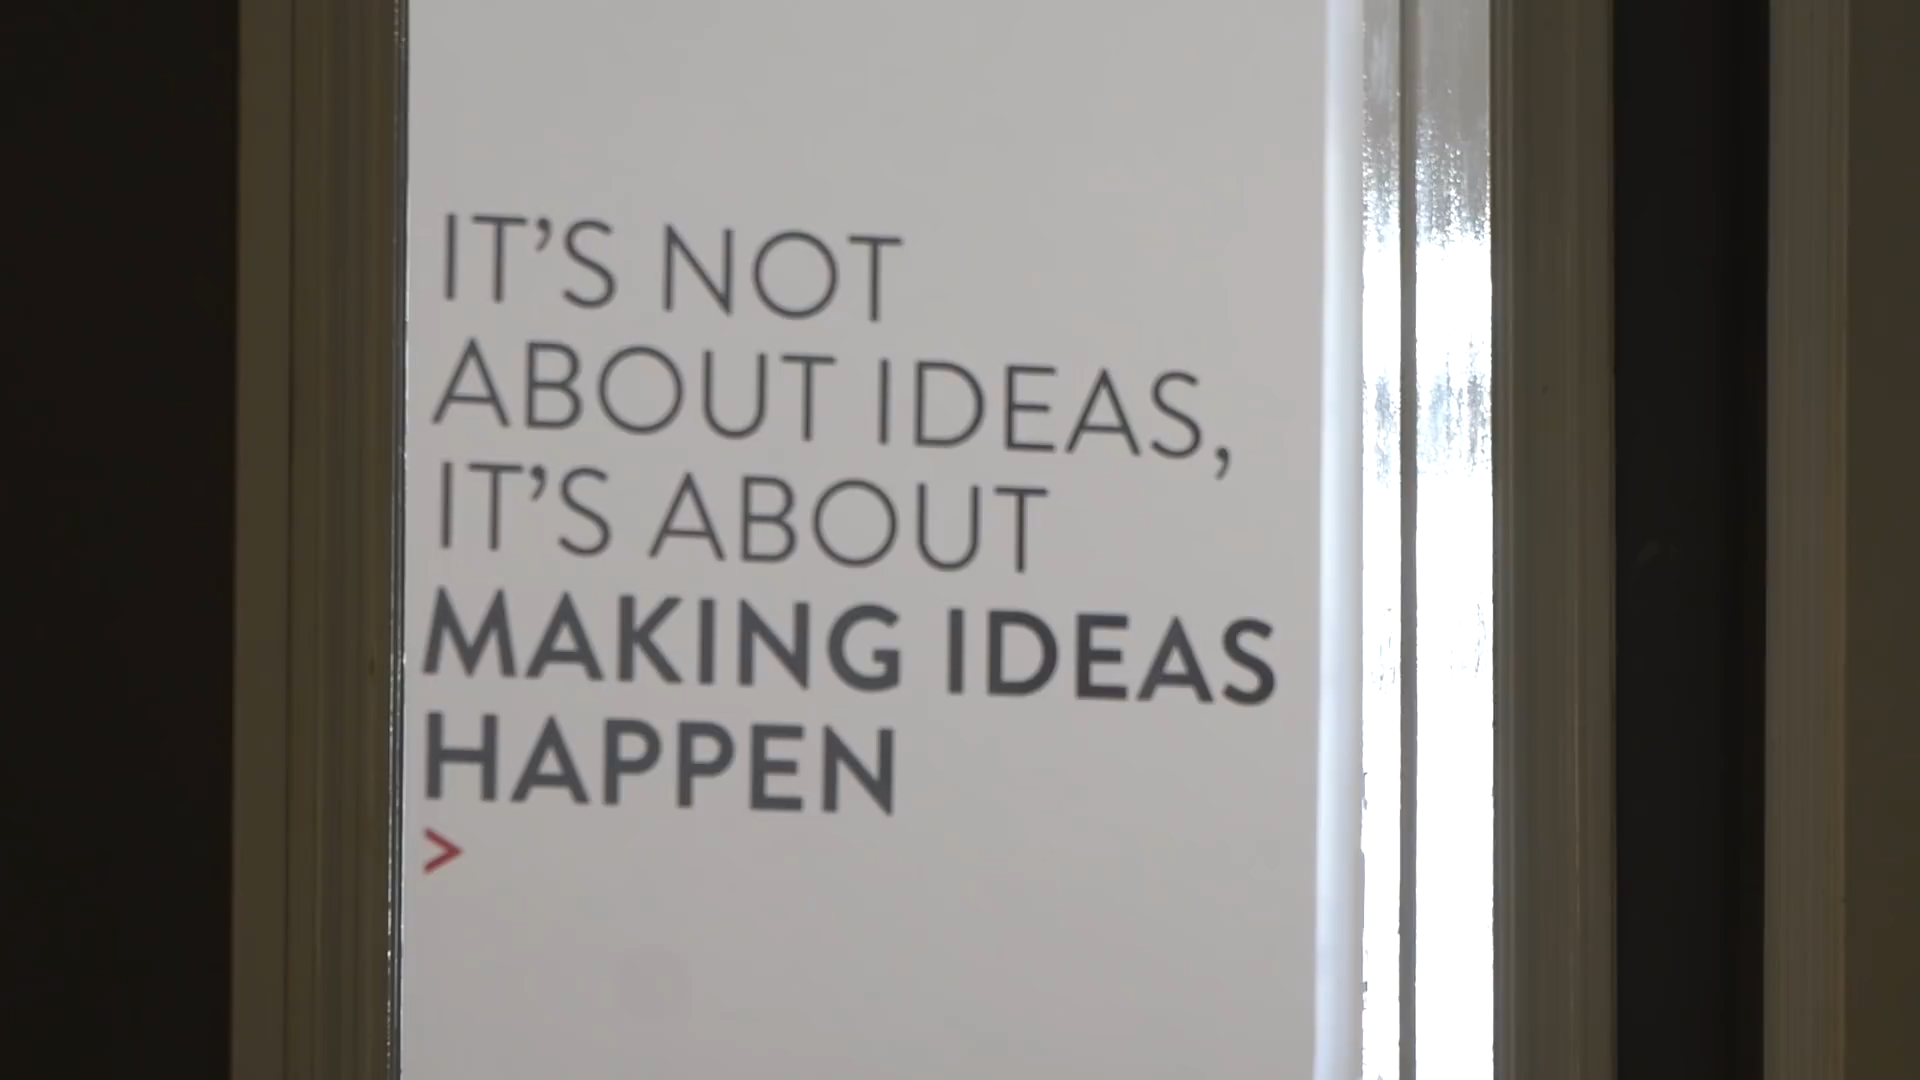 IT’S NOT
ABOUT IDEAS,
IT’S ABOUT
MAKING IDEAS
HAPPEN
>